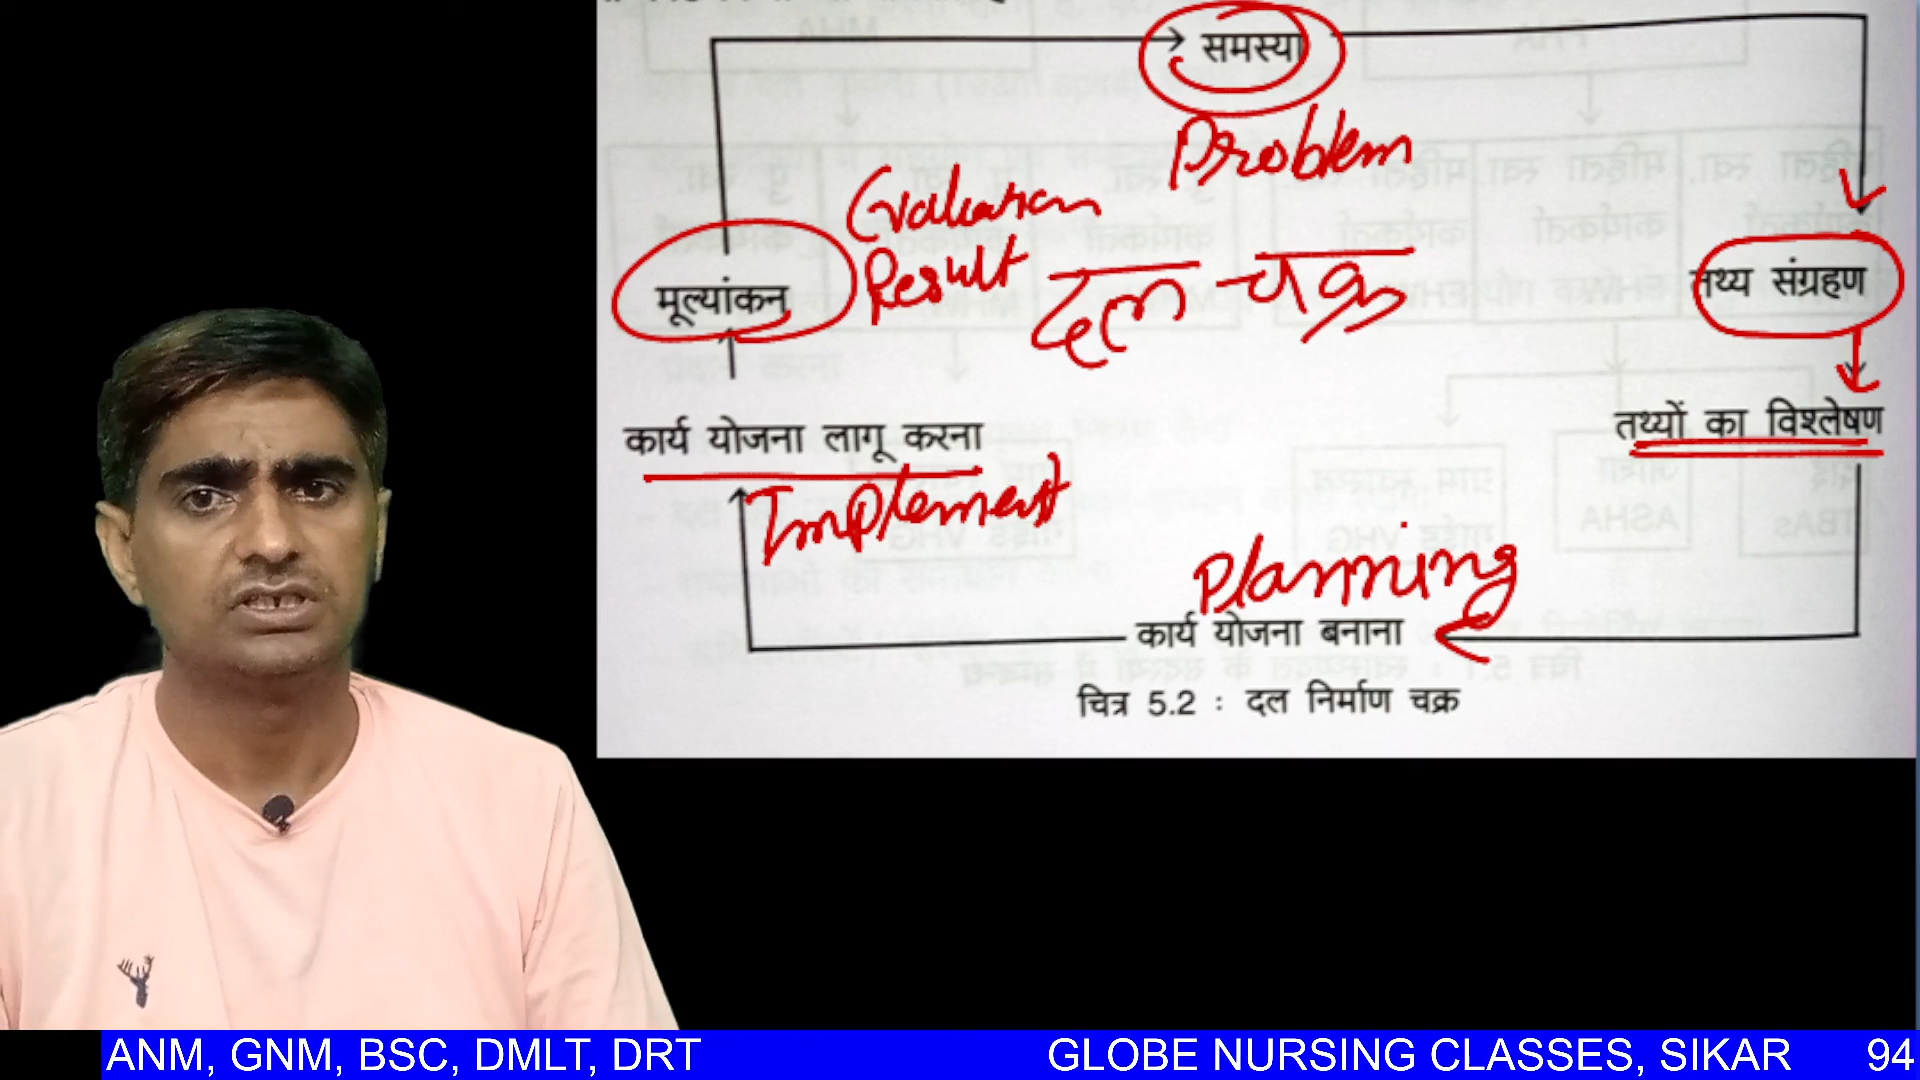 समस्या
Problem
Evaluation
Result
दल चक्र
मूल्यांकन
तथ्य संग्रहण
कार्य योजना लागू करना
Implement
तथ्यों का विश्लेषण
Planning
कार्य योजना बनाना
चित्र 5.2 : दल निर्माण चक्र
ANM, GNM, BSC, DMLT, DRT
GLOBE NURSING CLASSES, SIKAR
94